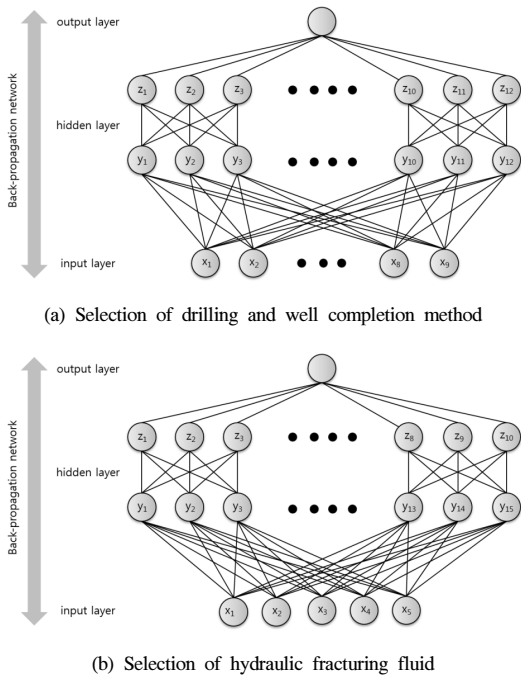 output layer
z1 z2 z3 z10 z11 z12
hidden layer
Back-propagation network
y1 y2 y3 y10 y11 y12
input layer
x1 x2 x8 x9
(a) Selection of drilling and well completion method
output layer
z1 z2 z3 z8 z9 z10
hidden layer
Back-propagation network
y1 y2 y3 y13 y14 y15
input layer
x1 x2 x3 x4 x5
(b) Selection of hydraulic fracturing fluid